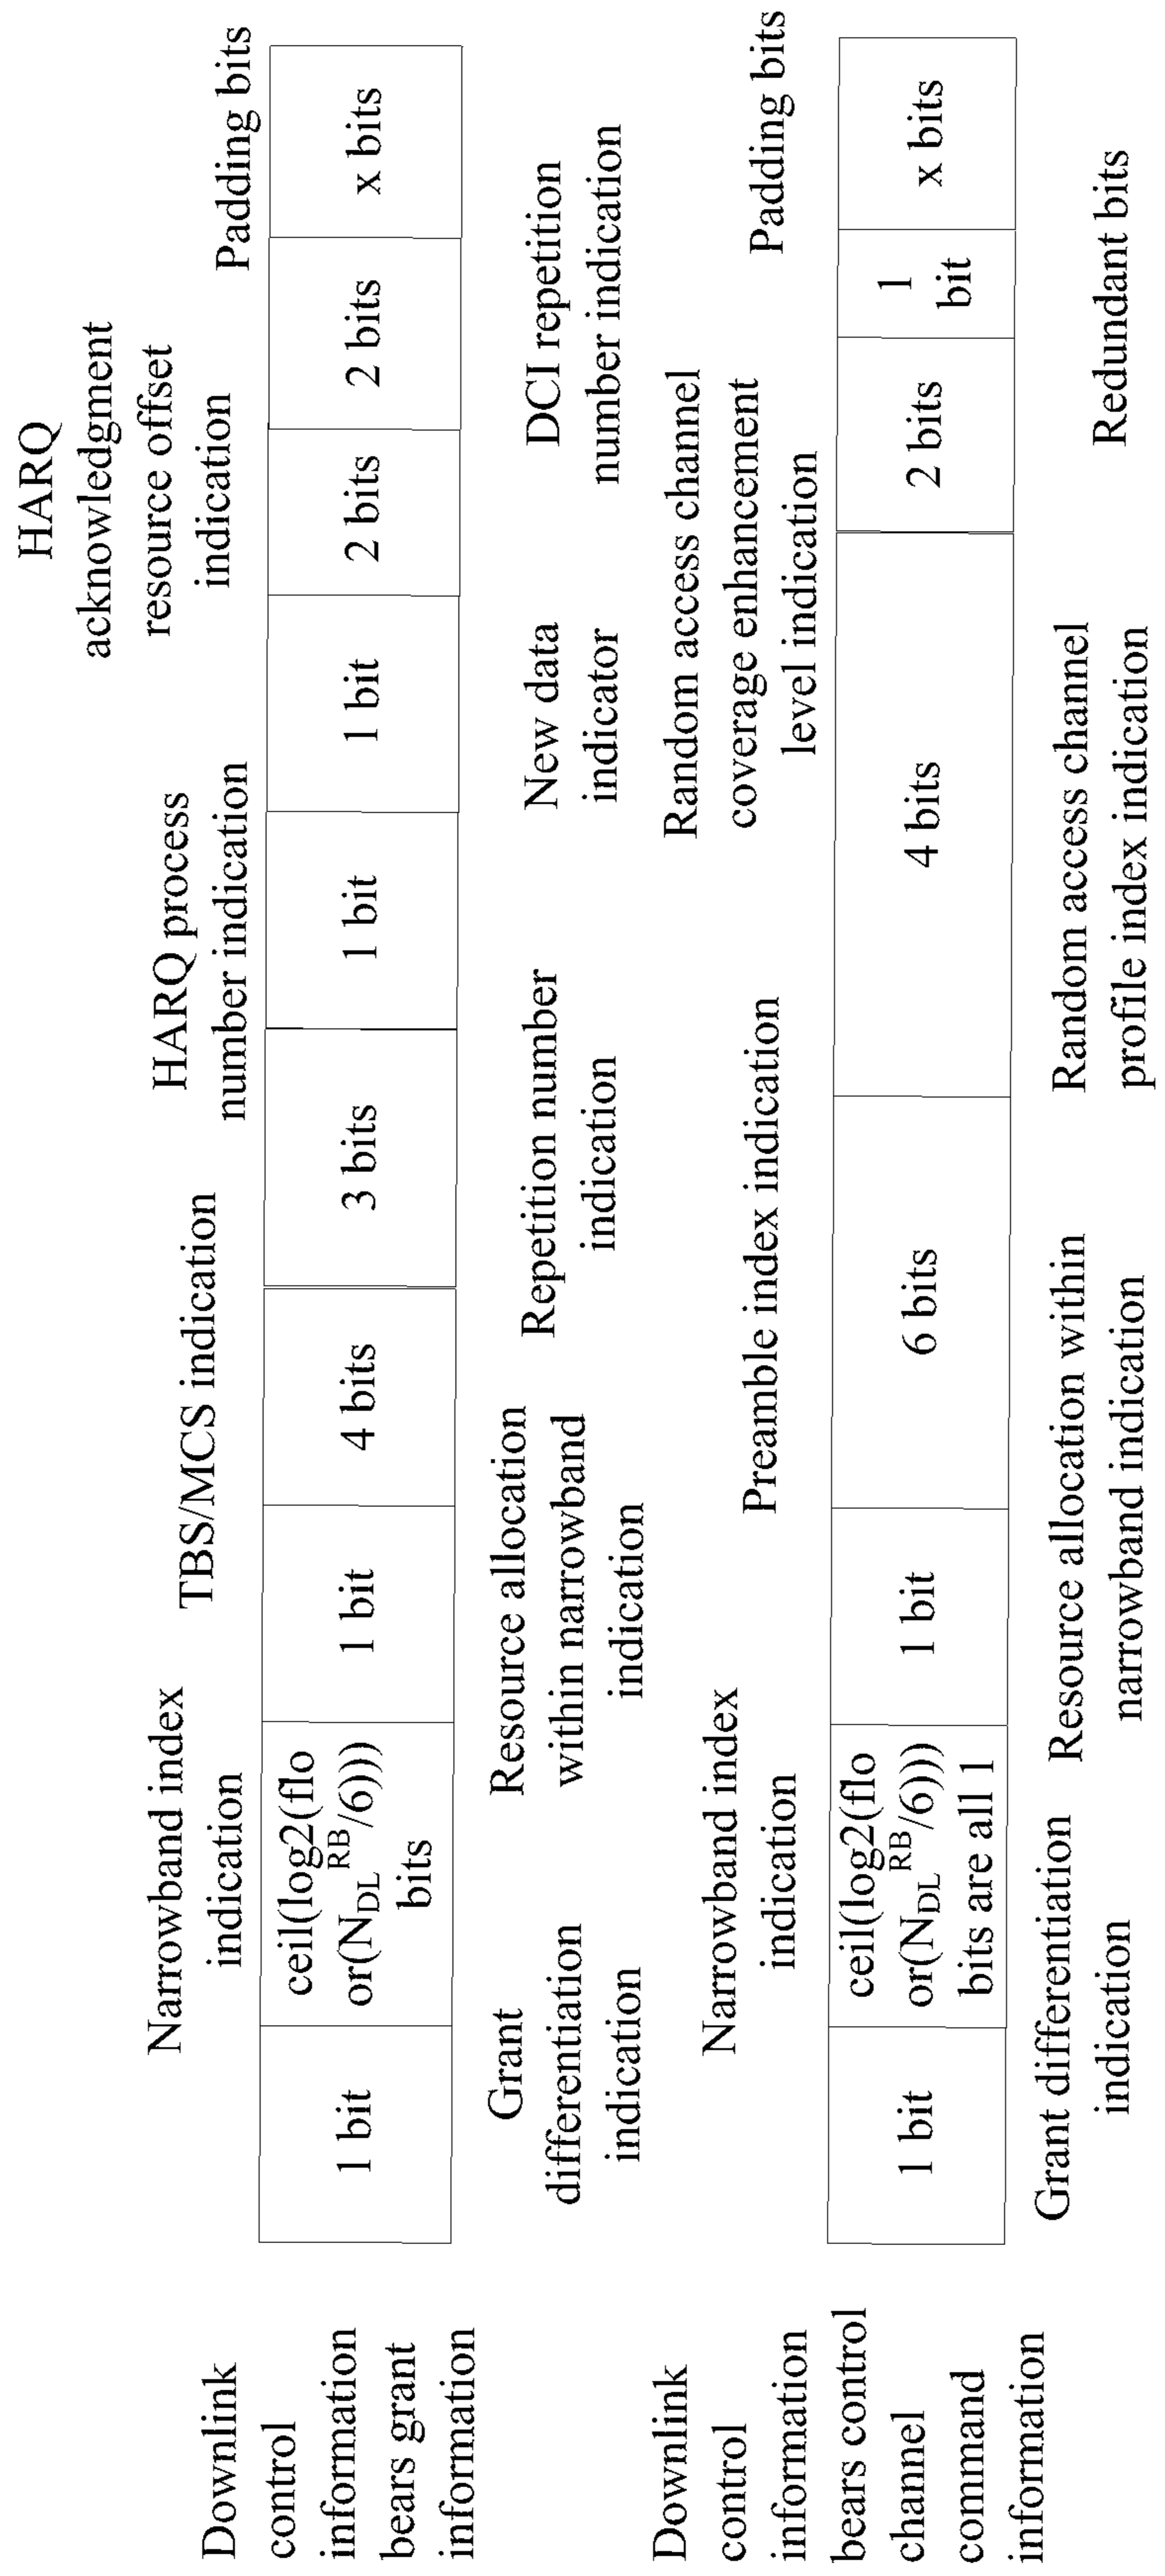 HARQ
acknowledgment
resource offset
indication
Narrowband index
indication
TBS/MCS indication
HARQ process
number indication
Padding bits
Downlink
control
information
bears grant
information
1 bit
ceil(log2(flo
or(N_DL^RB/6)))
bits
1 bit
4 bits
3 bits
1 bit
1 bit
2 bits
2 bits
x bits
Grant
differentiation
indication
Resource allocation
within narrowband
indication
Repetition number
indication
New data
indicator
DCI repetition
number indication
Narrowband index
indication
Preamble index indication
Random access channel
coverage enhancement
level indication
Padding bits
Downlink
control
information
bears control
channel
command
information
1 bit
ceil(log2(flo
or(N_DL^RB/6)))
bits are all 1
1 bit
6 bits
4 bits
2 bits
1
bit
x bits
Grant differentiation
indication
Resource allocation within
narrowband indication
Random access channel
profile index indication
Redundant bits